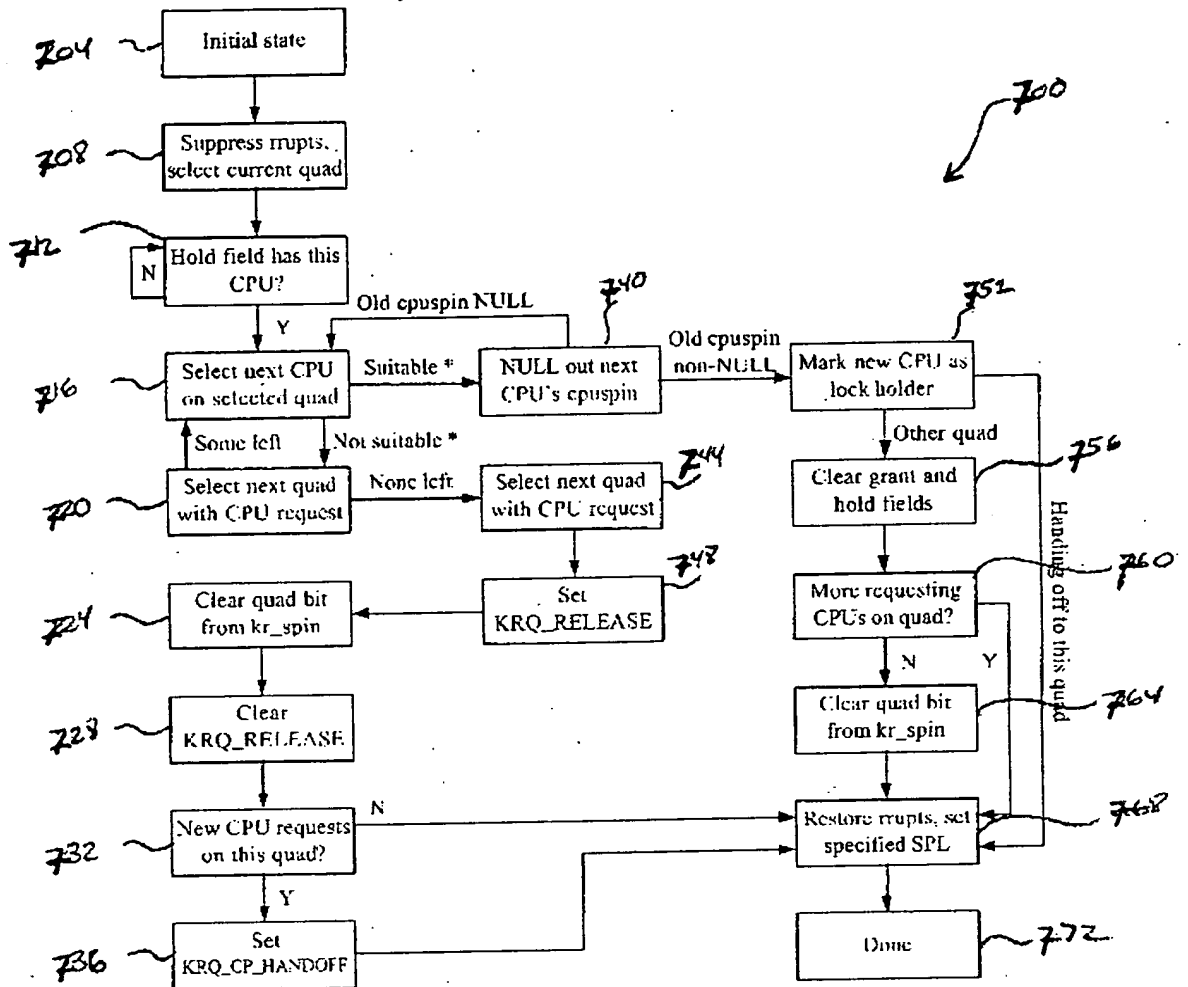 704
Initial state
700
708
Suppress rrupts,
select current quad
712
Hold field has this
CPU?
N
Y
Old cpuspin NULL
740
752
716
Select next CPU
on selected quad
Suitable *
NULL out next
CPU's cpuspin
Old cpuspin
non-NULL
Mark new CPU as
lock holder
Some left
Not suitable *
Other quad
720
Select next quad
with CPU request
None left
744
Select next quad
with CPU request
756
Clear grant and
hold fields
Handing off to this quad
724
Clear quad bit
from kr_spin
748
Set
KRQ_RELEASE
760
More requesting
CPU's on quad?
N
Y
728
Clear
KRQ_RELEASE
764
Clear quad bit
from kr_spin
732
New CPU requests
on this quad?
N
Y
768
Restore rrupts, set
specified SPL
736
Set
KRQ_CP_HANDOFF
772
Done